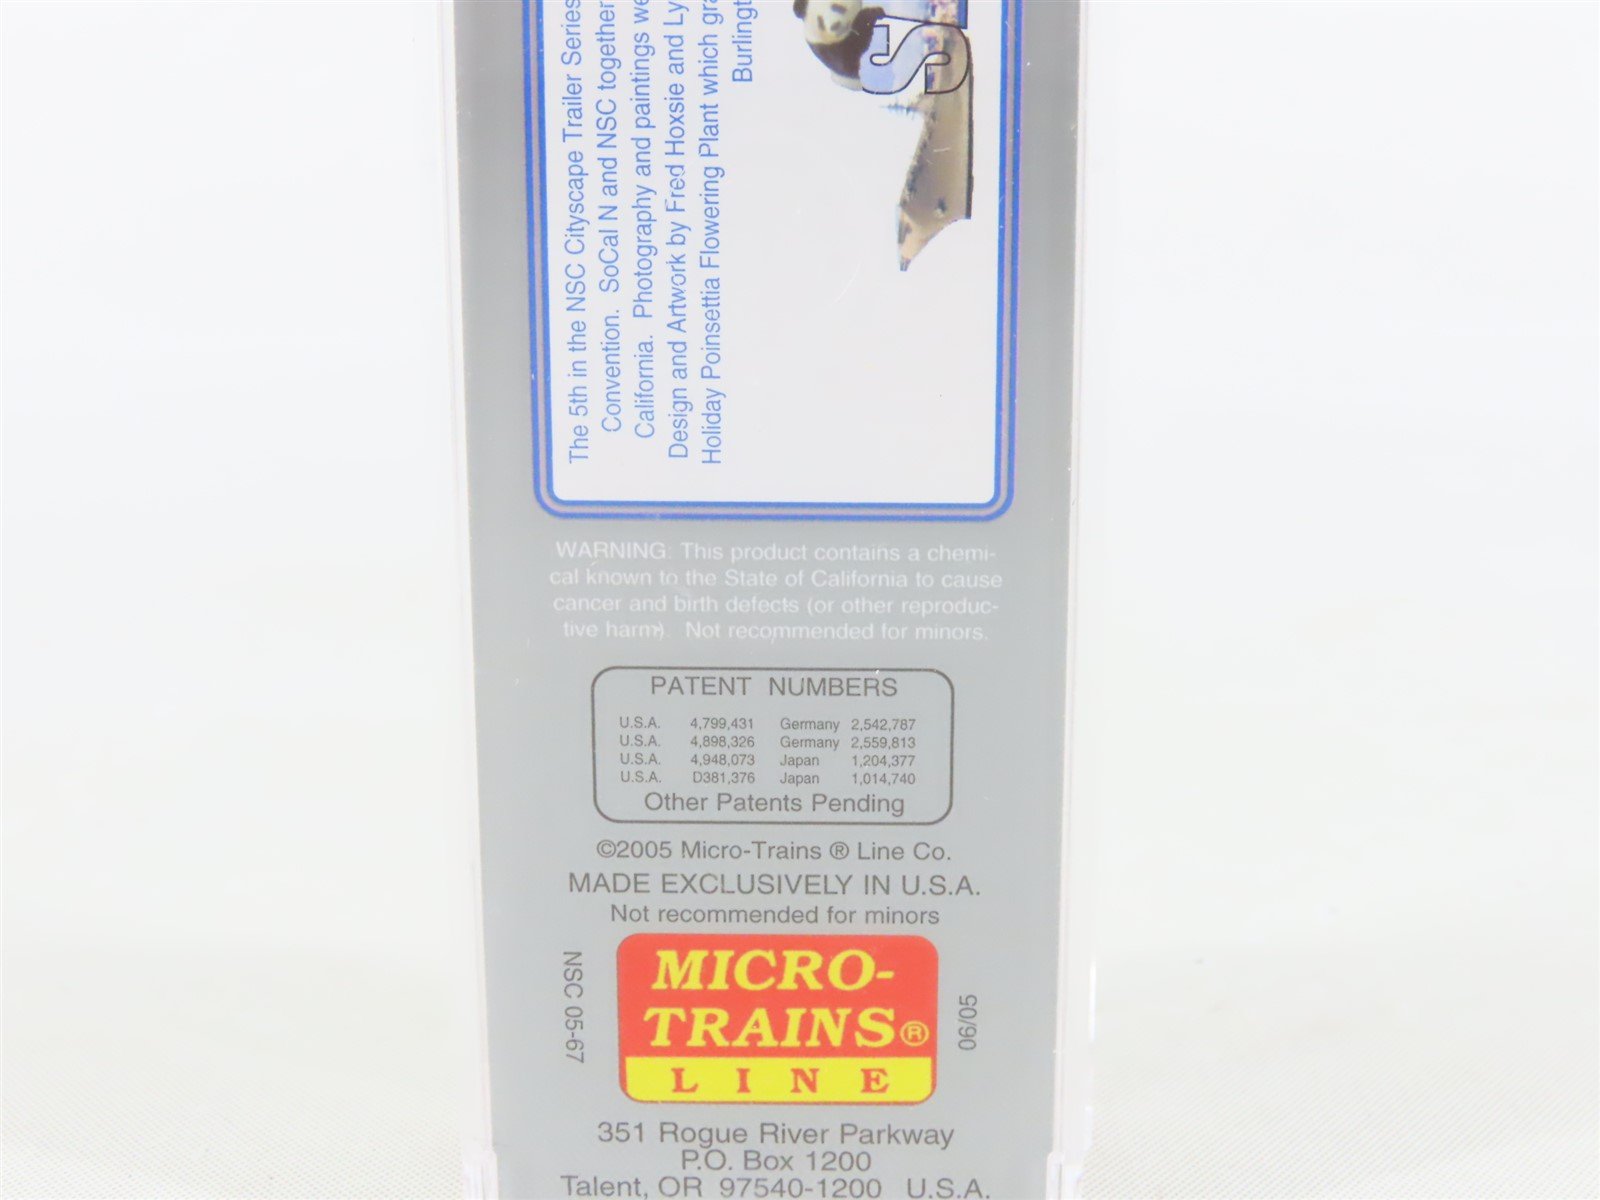 The 5th in the NSC Cityscape Trailer Series
Convention. SoCal N and NSC together
California. Photography and paintings we
Design and Artwork by Fred Hoxsie and Ly
Holiday Poinsettia Flowering Plant which gra
Burlingt
S
WARNING: This product contains a chemi-
cal known to the State of California to cause
cancer and birth defects (or other reproduc-
tive harm). Not recommended for minors.
PATENT NUMBERS
U.S.A. 4,799,431 Germany 2,542,787
U.S.A. 4,898,326 Germany 2,559,813
U.S.A. 4,948,073 Japan 1,204,377
U.S.A. D381,376 Japan 1,014,740
Other Patents Pending
©2005 Micro-Trains ® Line Co.
MADE EXCLUSIVELY IN U.S.A.
Not recommended for minors
NSC 05-67
MICRO-
TRAINS®
LINE
06/05
351 Rogue River Parkway
P.O. Box 1200
Talent, OR 97540-1200 U.S.A.